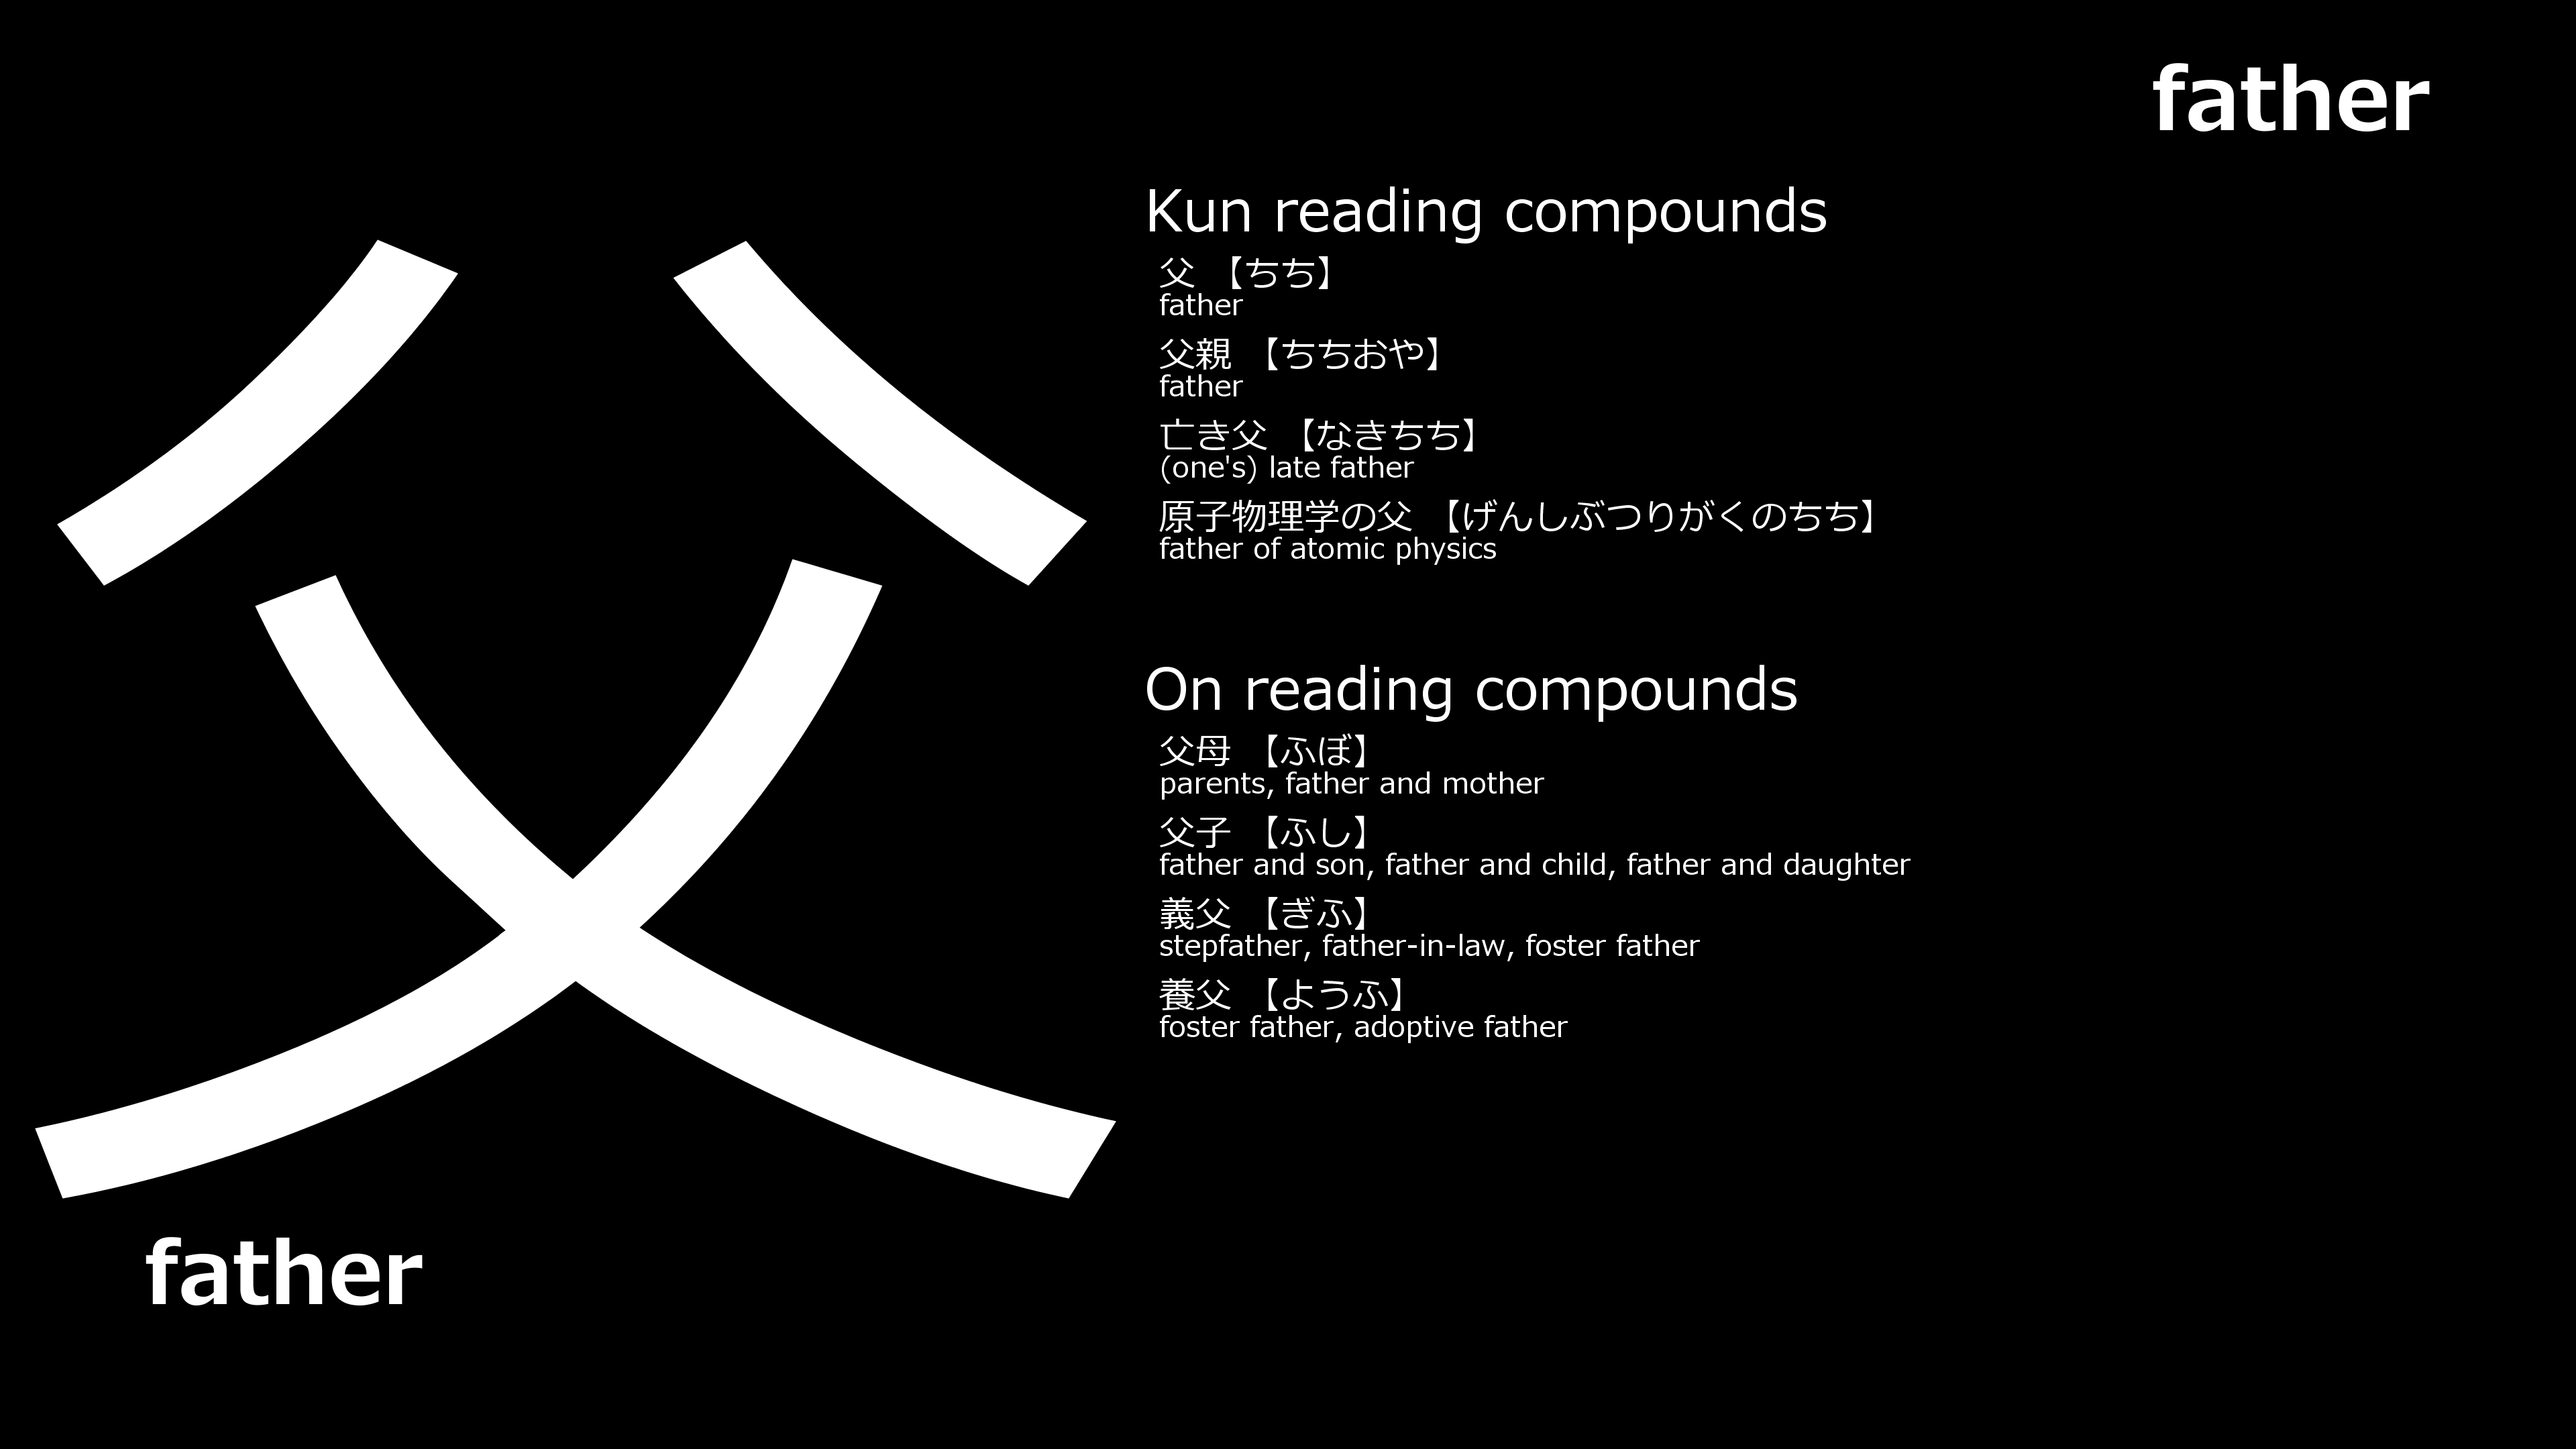 father
父
father
Kun reading compounds
父 【ちち】
father
父親 【ちちおや】
father
亡き父 【なきちち】
(one's) late father
原子物理学の父 【げんしぶつりがくのちち】
father of atomic physics
On reading compounds
父母 【ふぼ】
parents, father and mother
父子 【ふし】
father and son, father and child, father and daughter
義父 【ぎふ】
stepfather, father-in-law, foster father
養父 【ようふ】
foster father, adoptive father